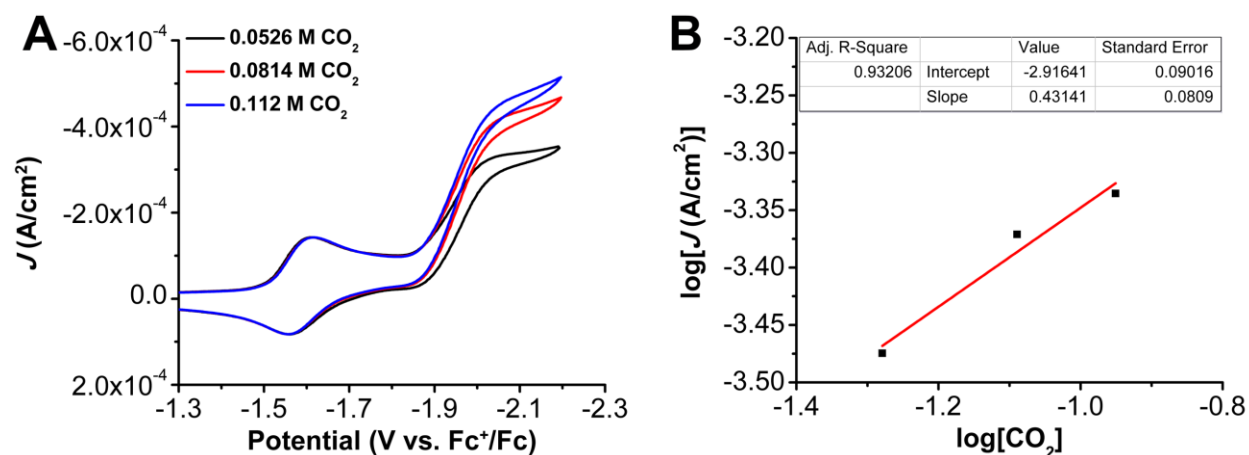 A
0.0526 M CO₂
0.0814 M CO₂
0.112 M CO₂
J (A/cm²)
-6.0x10⁻⁴
-4.0x10⁻⁴
-2.0x10⁻⁴
0.0
2.0x10⁻⁴
-1.3 -1.5 -1.7 -1.9 -2.1 -2.3
Potential (V vs. Fc⁺/Fc)
B
Adj. R-Square Value Standard Error
0.93206 Intercept -2.91641 0.09016
Slope 0.43141 0.0809
log[J (A/cm²)]
-3.20
-3.25
-3.30
-3.35
-3.40
-3.45
-3.50
-1.4 -1.2 -1.0 -0.8
log[CO₂]